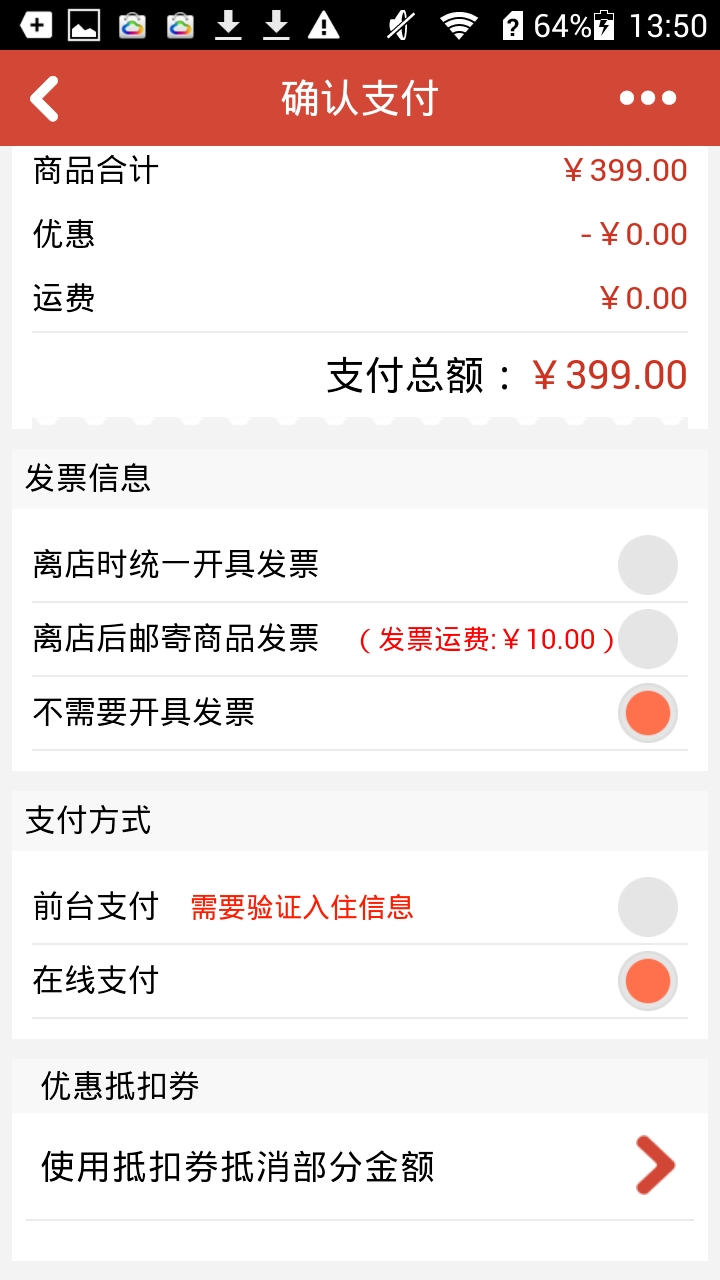 64% 13:50
确认支付
商品合计 ￥399.00
优惠 -￥0.00
运费 ￥0.00
支付总额：￥399.00
发票信息
离店时统一开具发票
离店后邮寄商品发票 （发票运费:￥10.00）
不需要开具发票
支付方式
前台支付 需要验证入住信息
在线支付
优惠抵扣券
使用抵扣券抵消部分金额